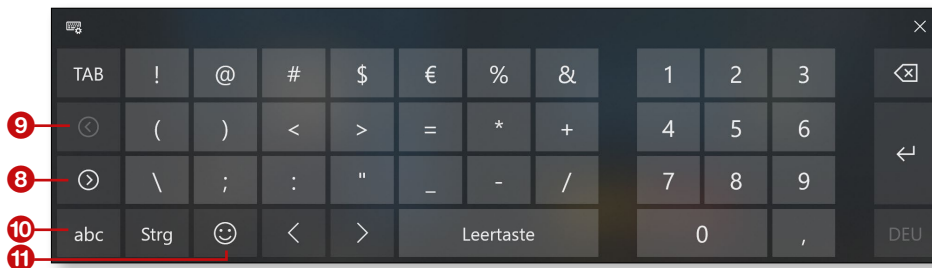 TAB ! @ # $ € % & 1 2 3
9 ( ) < > = * + 4 5 6
8 \ ; : " _ - / 7 8 9
10 abc Strg < > Leertaste 0 , DEU
11